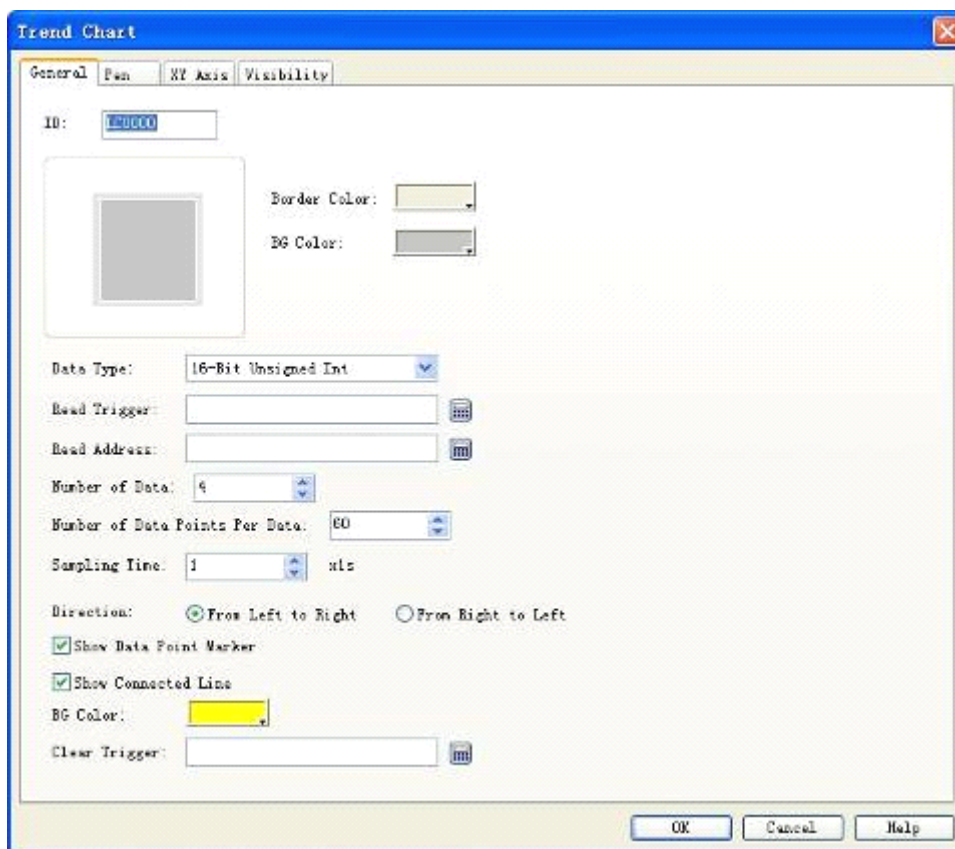 Trend Chart
General Pen XY Axis Visibility
ID: LC0000
Border Color:
BG Color:
Data Type: 16-Bit Unsigned Int
Read Trigger:
Read Address:
Number of Data: 4
Number of Data Points Per Data: 60
Sampling Time: 1 x1s
Direction: From Left to Right From Right to Left
Show Data Point Marker
Show Connected Line
BG Color:
Clear Trigger:
OK Cancel Help